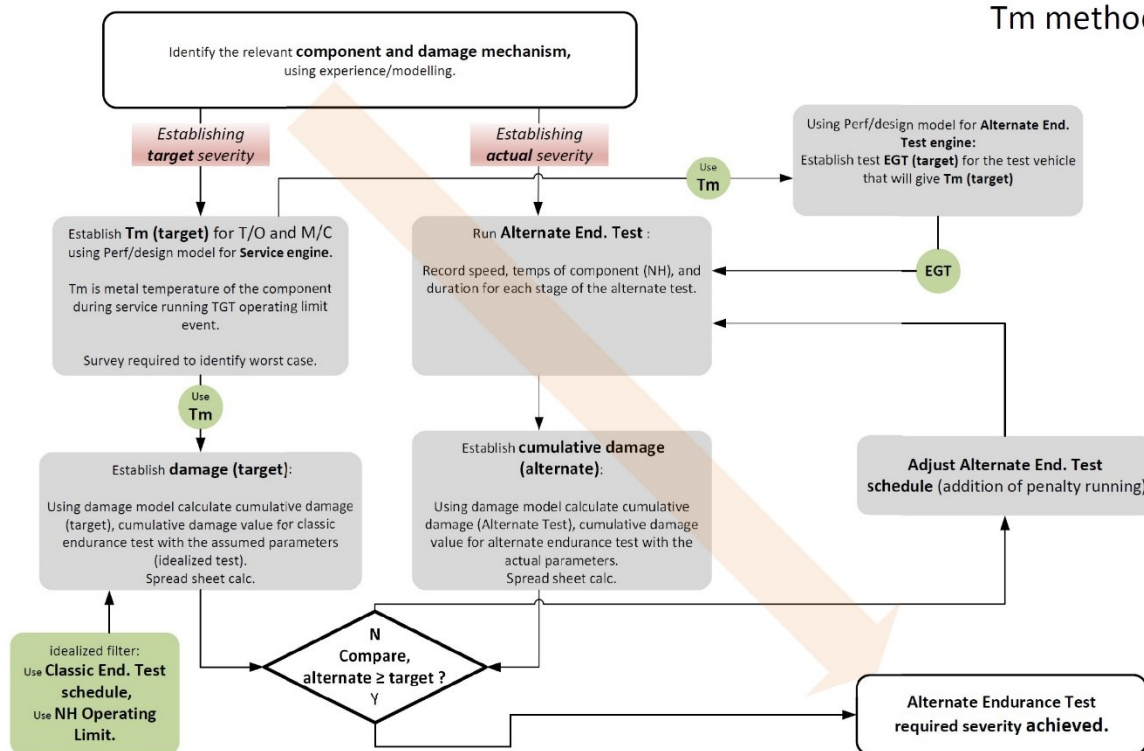 Tm method
Identify the relevant component and damage mechanism,
using experience/modelling.
Establishing
target severity
Establishing
actual severity
Use
Tm
Using Perf/design model for Alternate End.
Test engine:
Establish test EGT (target) for the test vehicle
that will give Tm (target)
Establish Tm (target) for T/O and M/C
using Perf/design model for Service engine.
Tm is metal temperature of the component
during service running TGT operating limit
event.
Survey required to identify worst case.
Run Alternate End. Test :
Record speed, temps of component (NH), and
duration for each stage of the alternate test.
EGT
Use
Tm
Establish damage (target):
Using damage model calculate cumulative damage
(target), cumulative damage value for classic
endurance test with the assumed parameters
(idealized test).
Spread sheet calc.
Establish cumulative damage
(alternate):
Using damage model calculate cumulative
damage (Alternate Test), cumulative damage
value for alternate endurance test with the
actual parameters.
Spread sheet calc.
Adjust Alternate End. Test
schedule (addition of penalty running)
idealized filter:
Use Classic End. Test
schedule,
Use NH Operating
Limit.
N
Compare,
alternate ≥ target ?
Y
Alternate Endurance Test
required severity achieved.